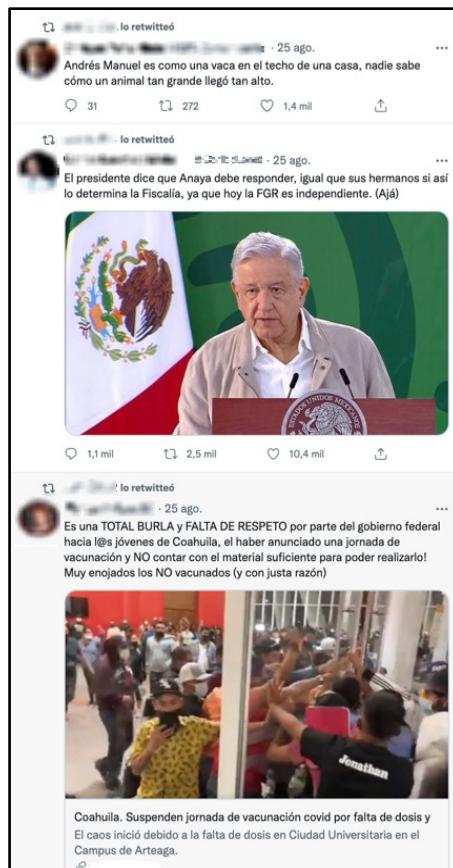 lo retwitteó
· 25 ago.
Andrés Manuel es como una vaca en el techo de una casa, nadie sabe
cómo un animal tan grande llegó tan alto.
31 272 1,4 mil
lo retwitteó
· 25 ago.
El presidente dice que Anaya debe responder, igual que sus hermanos si así
lo determina la Fiscalía, ya que hoy la FGR es independiente. (Ajá)
ESTADOS UNIDOS MEXICANOS
1,1 mil 2,5 mil 10,4 mil
lo retwitteó
· 25 ago.
Es una TOTAL BURLA y FALTA DE RESPETO por parte del gobierno federal
hacia l@s jóvenes de Coahuila, el haber anunciado una jornada de
vacunación y NO contar con el material suficiente para poder realizarlo!
Muy enojados los NO vacunados (y con justa razón)
Jonathan
Coahuila. Suspenden jornada de vacunación covid por falta de dosis y
El caos inició debido a la falta de dosis en Ciudad Universitaria en el
Campus de Arteaga.